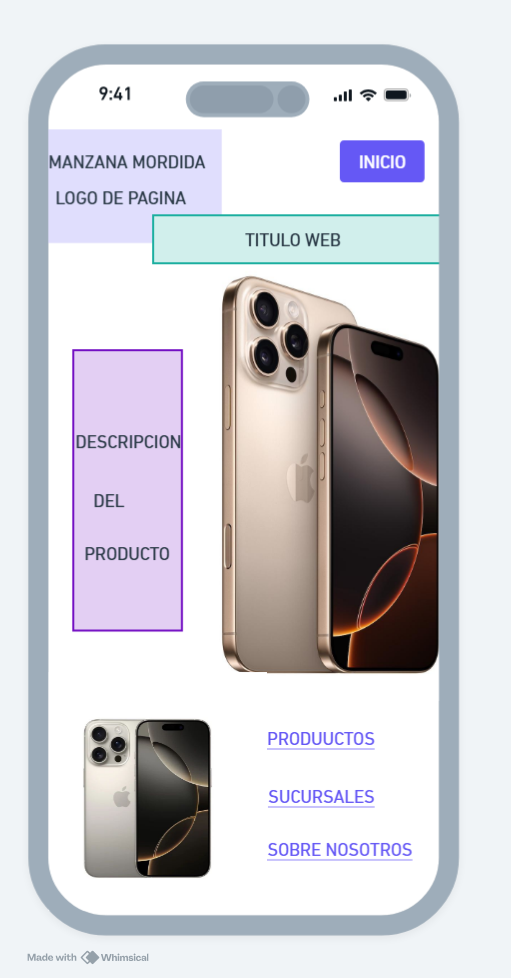 9:41
MANZANA MORDIDA
LOGO DE PAGINA
INICIO
TITULO WEB
DESCRIPCION
DEL
PRODUCTO
PRODUUCTOS
SUCURSALES
SOBRE NOSOTROS
Made with Whimsical